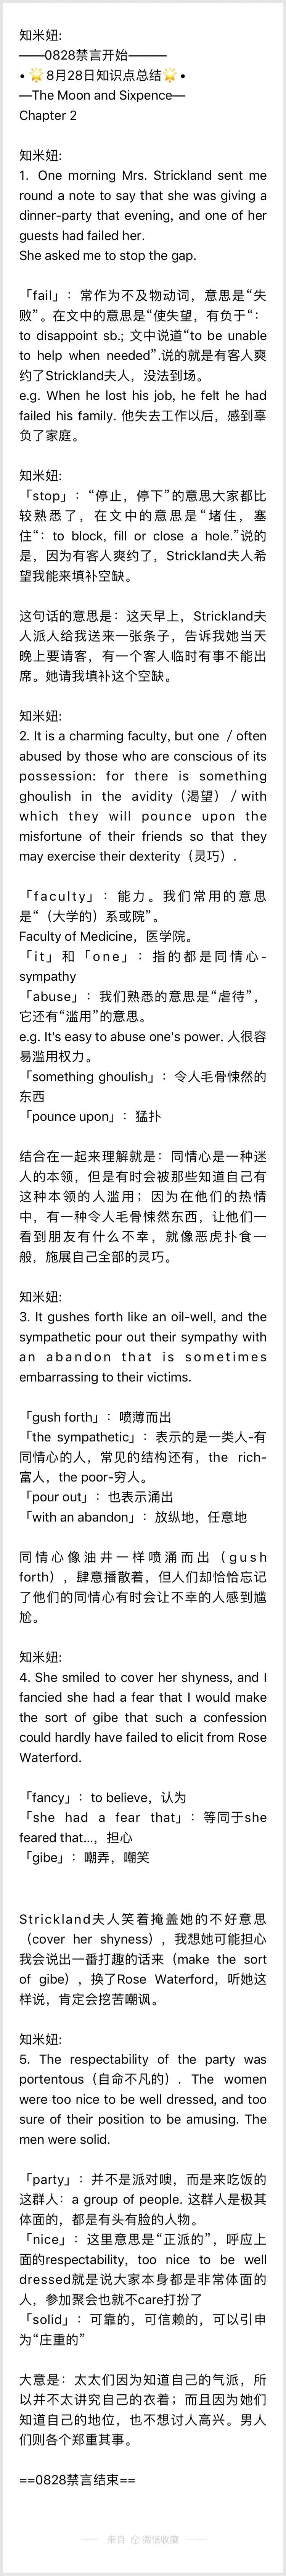 知米妞:
——0828禁言开始———
• 🌟8月28日知识点总结🌟•
—The Moon and Sixpence—
Chapter 2
知米妞:
1. One morning Mrs. Strickland sent me
round a note to say that she was giving a
dinner-party that evening, and one of her
guests had failed her.
She asked me to stop the gap.
「fail」：常作为不及物动词，意思是“失
败”。在文中的意思是“使失望，有负于“：
to disappoint sb.; 文中说道“to be unable
to help when needed”.说的就是有客人爽
约了Strickland夫人，没法到场。
e.g. When he lost his job, he felt he had
failed his family. 他失去工作以后，感到辜
负了家庭。
知米妞:
「stop」：“停止，停下”的意思大家都比
较熟悉了，在文中的意思是“堵住，塞
住“：to block, fill or close a hole.”说的
是，因为有客人爽约了，Strickland夫人希
望我能来填补空缺。
这句话的意思是：这天早上，Strickland夫
人派人给我送来一张条子，告诉我她当天
晚上要请客，有一个客人临时有事不能出
席。她请我填补这个空缺。
知米妞:
2. It is a charming faculty, but one ／often
abused by those who are conscious of its
possession: for there is something
ghoulish in the avidity（渴望）／with
which they will pounce upon the
misfortune of their friends so that they
may exercise their dexterity（灵巧）.
「faculty」：能力。我们常用的意思
是“（大学的）系或院”。
Faculty of Medicine，医学院。
「it」和「one」：指的都是同情心-
sympathy
「abuse」：我们熟悉的意思是“虐待”，
它还有“滥用”的意思。
e.g. It's easy to abuse one's power. 人很容
易滥用权力。
「something ghoulish」：令人毛骨悚然的
东西
「pounce upon」：猛扑
结合在一起来理解就是：同情心是一种迷
人的本领，但是有时会被那些知道自己有
这种本领的人滥用；因为在他们的热情
中，有一种令人毛骨悚然东西，让他们一
看到朋友有什么不幸，就像恶虎扑食一
般，施展自己全部的灵巧。
知米妞:
3. It gushes forth like an oil-well, and the
sympathetic pour out their sympathy with
an abandon that is sometimes
embarrassing to their victims.
「gush forth」：喷薄而出
「the sympathetic」：表示的是一类人-有
同情心的人，常见的结构还有，the rich-
富人，the poor-穷人。
「pour out」：也表示涌出
「with an abandon」：放纵地，任意地
同情心像油井一样喷涌而出（gush
forth），肆意播散着，但人们却恰恰忘记
了他们的同情心有时会让不幸的人感到尴
尬。
知米妞:
4. She smiled to cover her shyness, and I
fancied she had a fear that I would make
the sort of gibe that such a confession
could hardly have failed to elicit from Rose
Waterford.
「fancy」：to believe，认为
「she had a fear that」：等同于she
feared that...，担心
「gibe」：嘲弄，嘲笑
Strickland夫人笑着掩盖她的不好意思
（cover her shyness），我想她可能担心
我会说出一番打趣的话来（make the sort
of gibe），换了Rose Waterford，听她这
样说，肯定会挖苦嘲讽。
知米妞:
5. The respectability of the party was
portentous（自命不凡的）. The women
were too nice to be well dressed, and too
sure of their position to be amusing. The
men were solid.
「party」：并不是派对噢，而是来吃饭的
这群人：a group of people. 这群人是极其
体面的，都是有头有脸的人物。
「nice」：这里意思是“正派的”，呼应上
面的respectability，too nice to be well
dressed就是说大家本身都是非常体面的
人，参加聚会也就不care打扮了
「solid」：可靠的，可信赖的，可以引申
为“庄重的”
大意是：太太们因为知道自己的气派，所
以并不太讲究自己的衣着；而且因为她们
知道自己的地位，也不想讨人高兴。男人
们则各个郑重其事。
==0828禁言结束==
来自 微信收藏